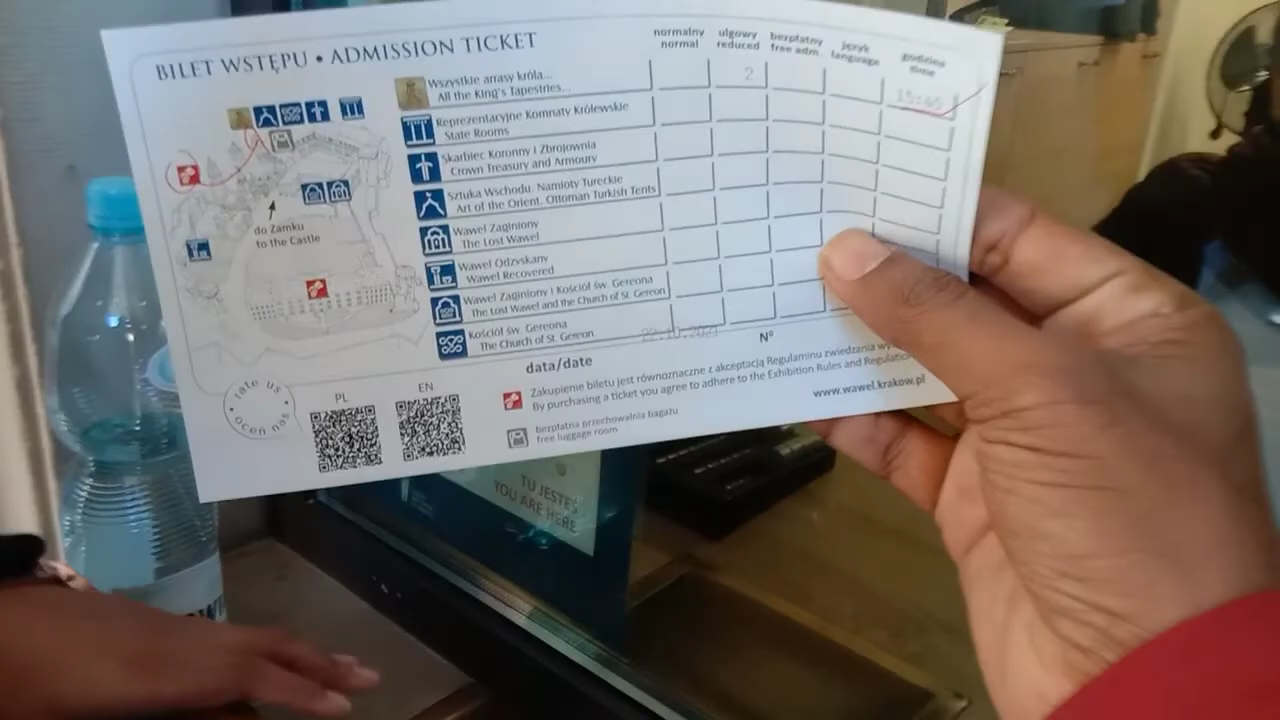 BILET WSTĘPU • ADMISSION TICKET
normalny
normal
ulgowy
reduced
bezpłatny
free adm.
język
language
godzina
time
Wszystkie arrasy króla...
All the King's Tapestries...
2
Reprezentacyjne Komnaty Królewskie
State Rooms
Skarbiec Koronny i Zbrojownia
Crown Treasury and Armoury
Sztuka Wschodu. Namioty Tureckie
Art of the Orient. Ottoman Turkish Tents
Wawel Zaginiony
The Lost Wawel
Wawel Odzyskany
Wawel Recovered
Wawel Zaginiony i Kościół św. Gereona
The Lost Wawel and the Church of St. Gereon
Kościół św. Gereona
The Church of St. Gereon
do Zamku
to the Castle
data/date
22.10.2021
Nº
Zakupienie biletu jest równoznaczne z akceptacją Regulaminu zwiedzania
By purchasing a ticket you agree to adhere to the Exhibition Rules and
www.wawel.krakow.pl
bezpłatna przechowalnia bagażu
free luggage room
rate us
oceń nas
PL
EN
TU JESTEŚ
YOU ARE HERE